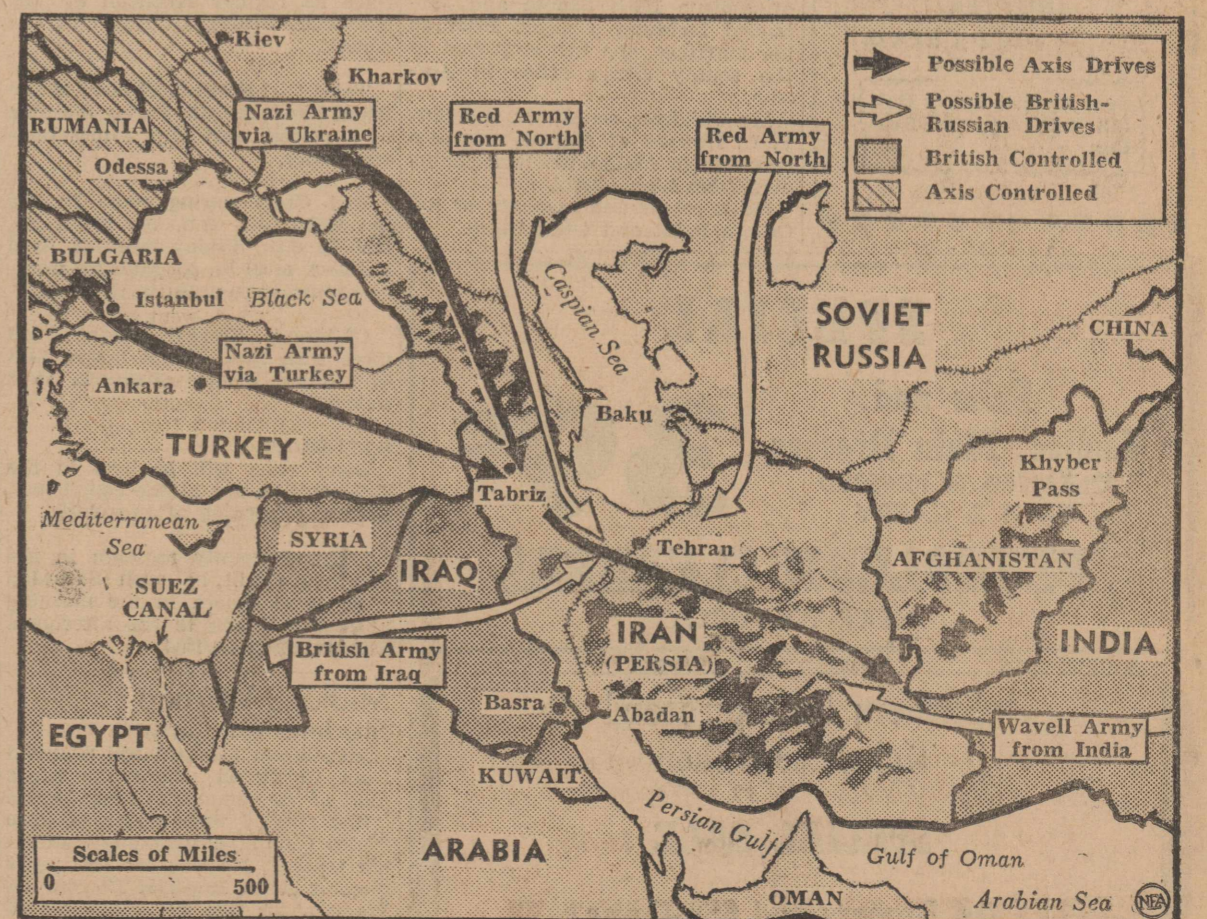 Kiev
Kharkov
Possible Axis Drives
Possible British-
Russian Drives
British Controlled
Axis Controlled
Nazi Army
via Ukraine
Red Army
from North
Red Army
from North
RUMANIA
Odessa
BULGARIA
Istanbul
Black Sea
Caspian Sea
SOVIET
RUSSIA
CHINA
Nazi Army
via Turkey
Ankara
Baku
TURKEY
Khyber
Pass
Tabriz
Mediterranean
Sea
SYRIA
IRAQ
Tehran
AFGHANISTAN
SUEZ
CANAL
IRAN
(PERSIA)
INDIA
British Army
from Iraq
Basra
Abadan
Wavell Army
from India
EGYPT
KUWAIT
Persian Gulf
ARABIA
Gulf of Oman
Scales of Miles
0 500
OMAN
Arabian Sea
NEA